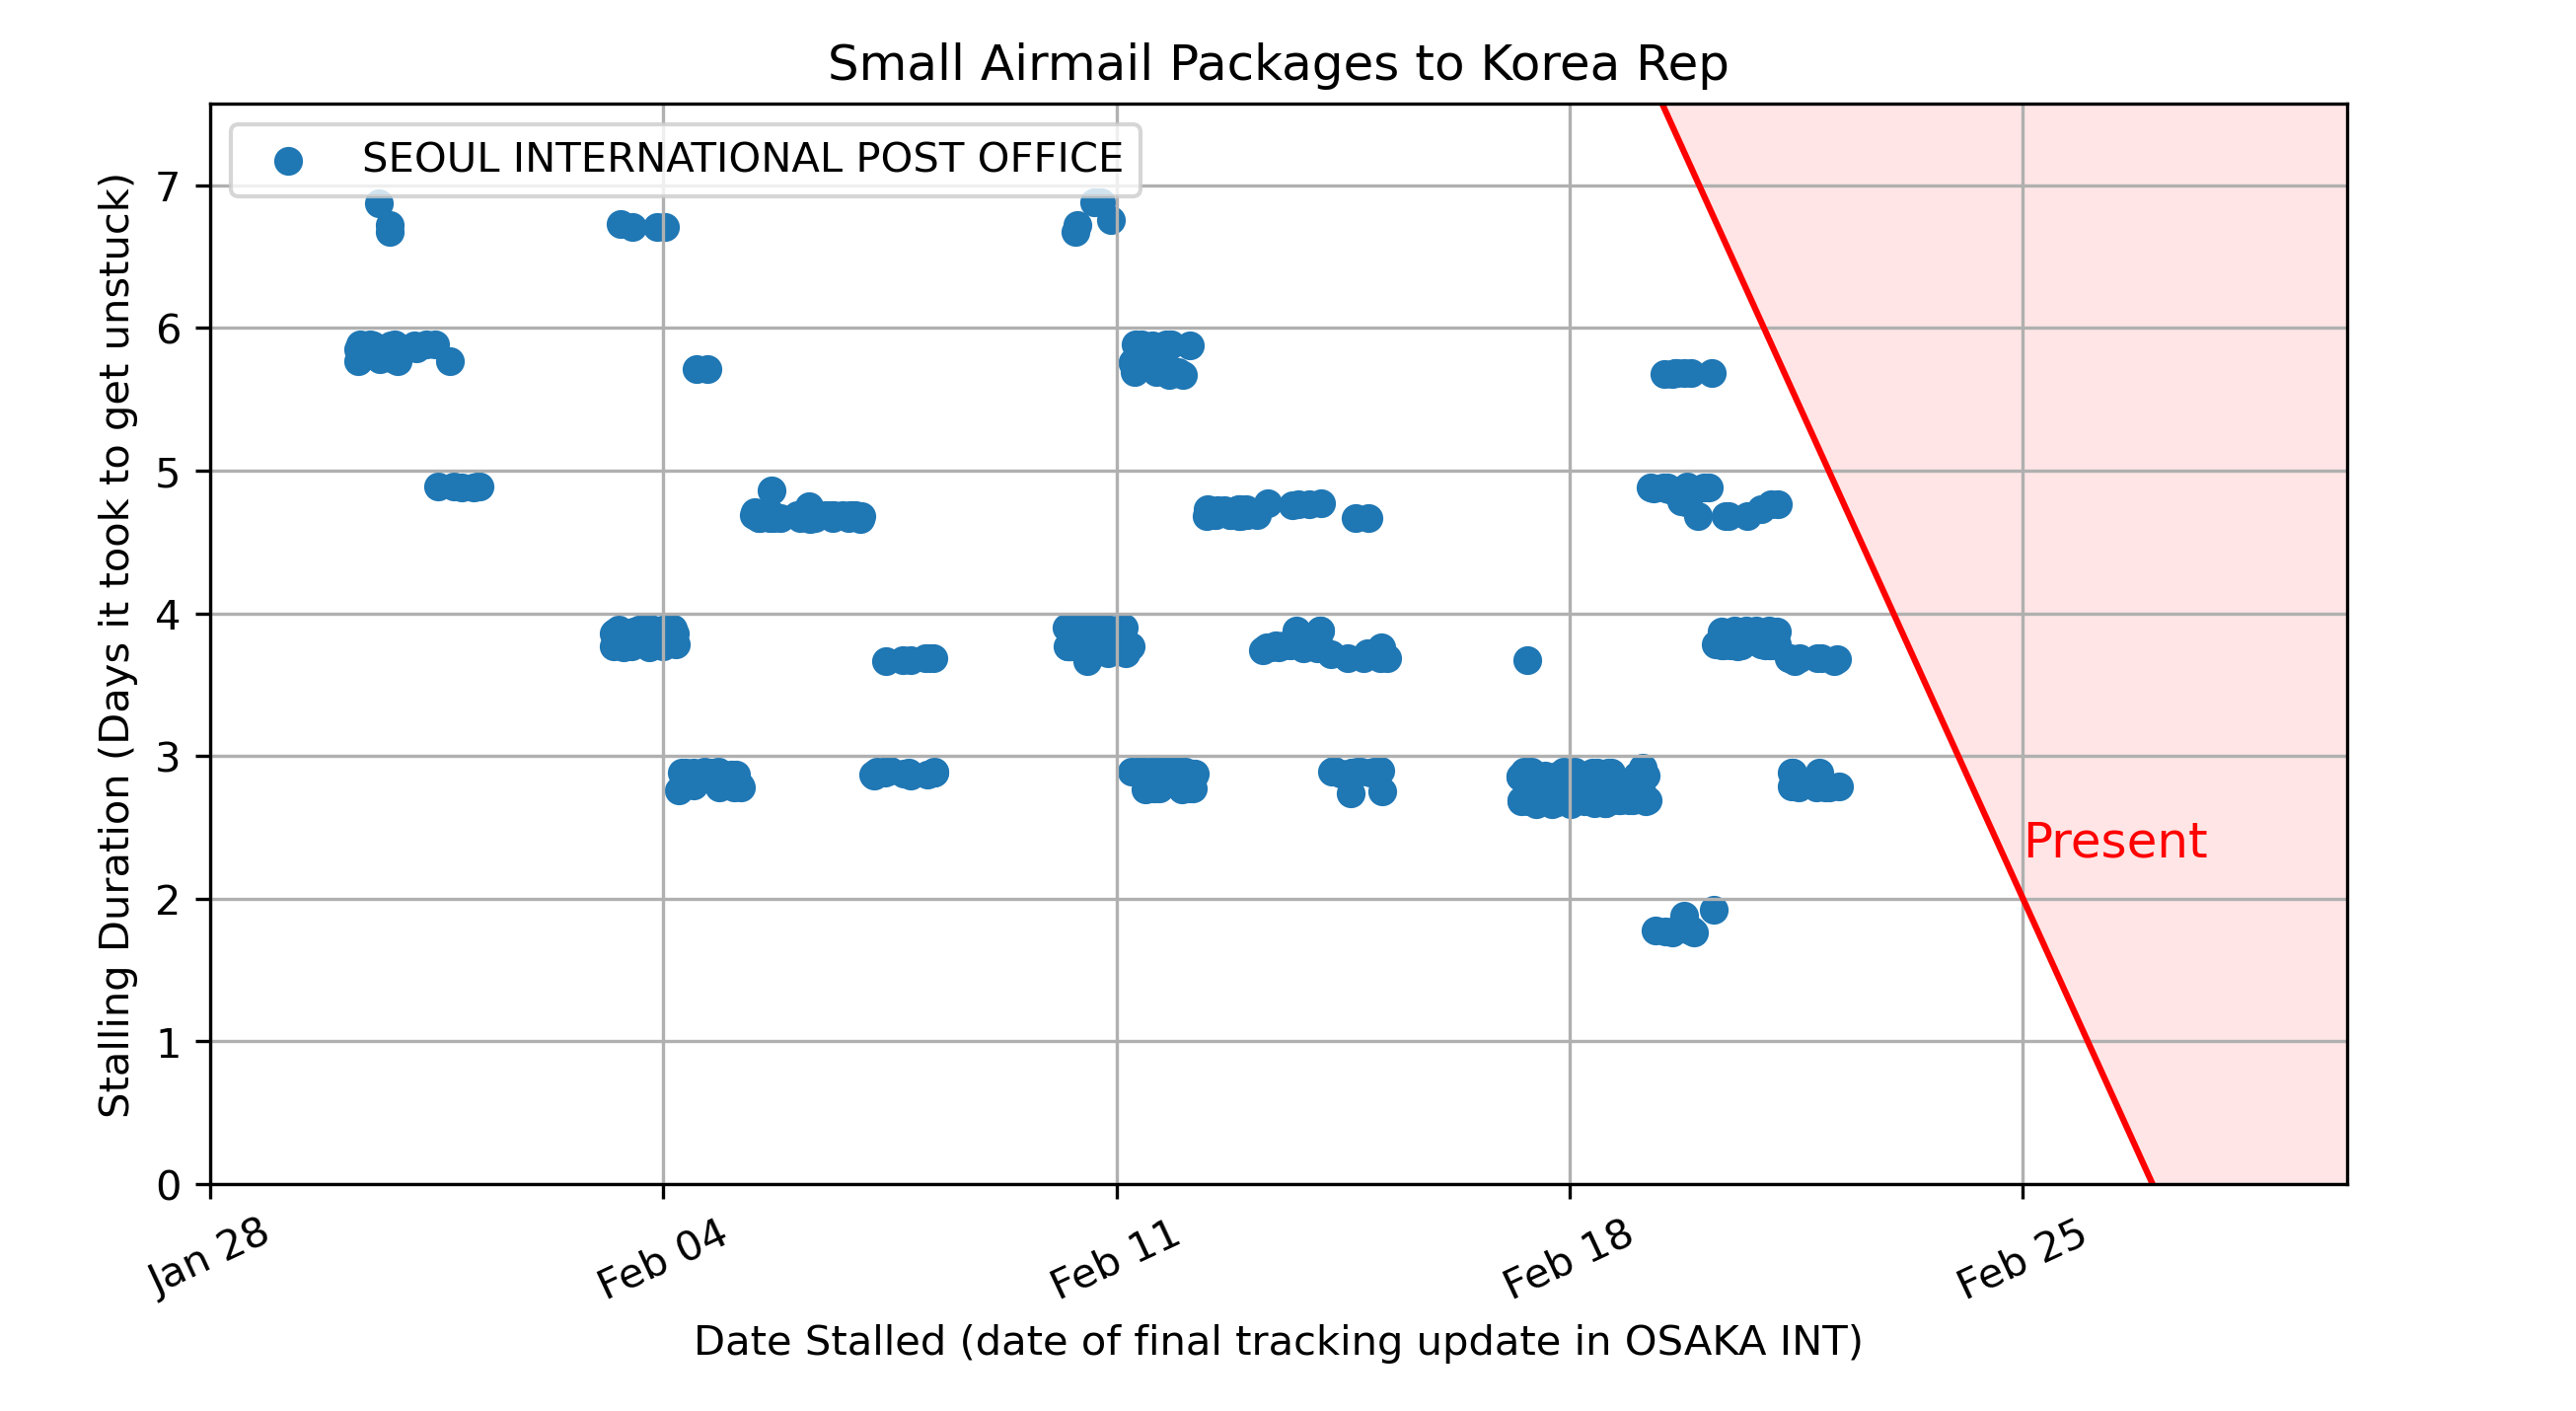 Small Airmail Packages to Korea Rep
SEOUL INTERNATIONAL POST OFFICE
Stalling Duration (Days it took to get unstuck)
7
6
5
4
3
2
1
0
Present
Jan 28
Feb 04
Feb 11
Feb 18
Feb 25
Date Stalled (date of final tracking update in OSAKA INT)